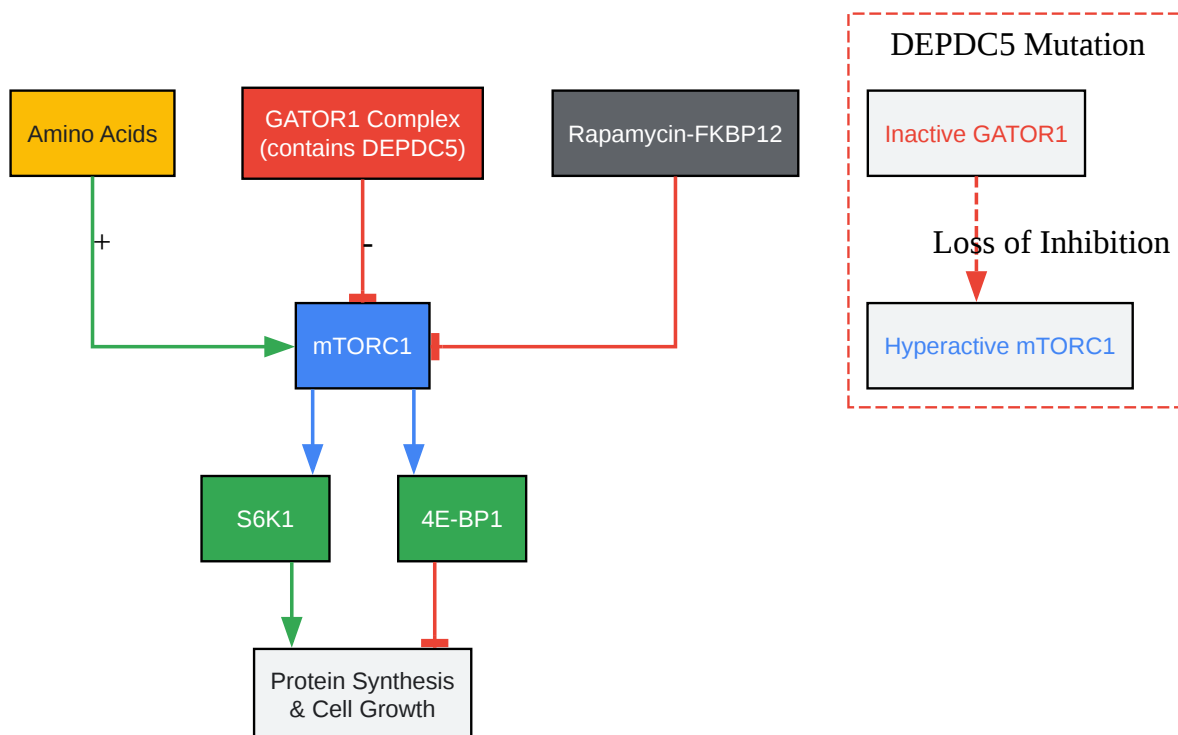 DEPDC5 Mutation
Amino Acids
GATOR1 Complex
(contains DEPDC5)
Rapamycin-FKBP12
Inactive GATOR1
+
-
Loss of Inhibition
mTORC1
Hyperactive mTORC1
S6K1
4E-BP1
Protein Synthesis
& Cell Growth